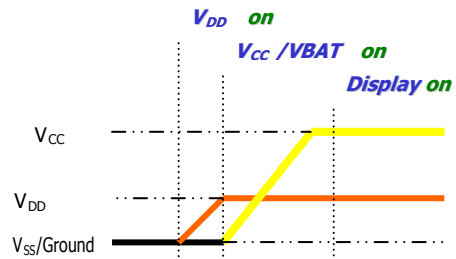 VDD on
VCC /VBAT on
Display on
VCC
VDD
VSS/Ground